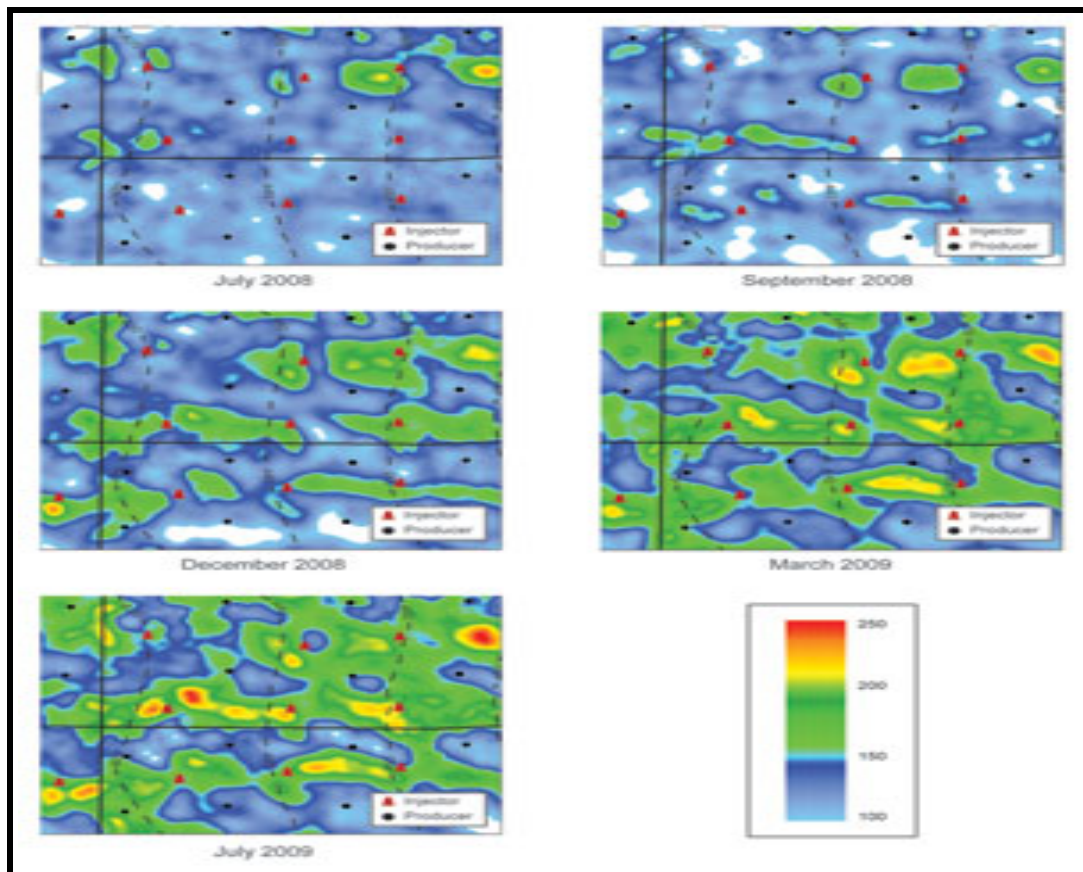 Injector
Producer
July 2008
Injector
Producer
September 2008
Injector
Producer
December 2008
Injector
Producer
March 2009
Injector
Producer
July 2009
250
200
150
100